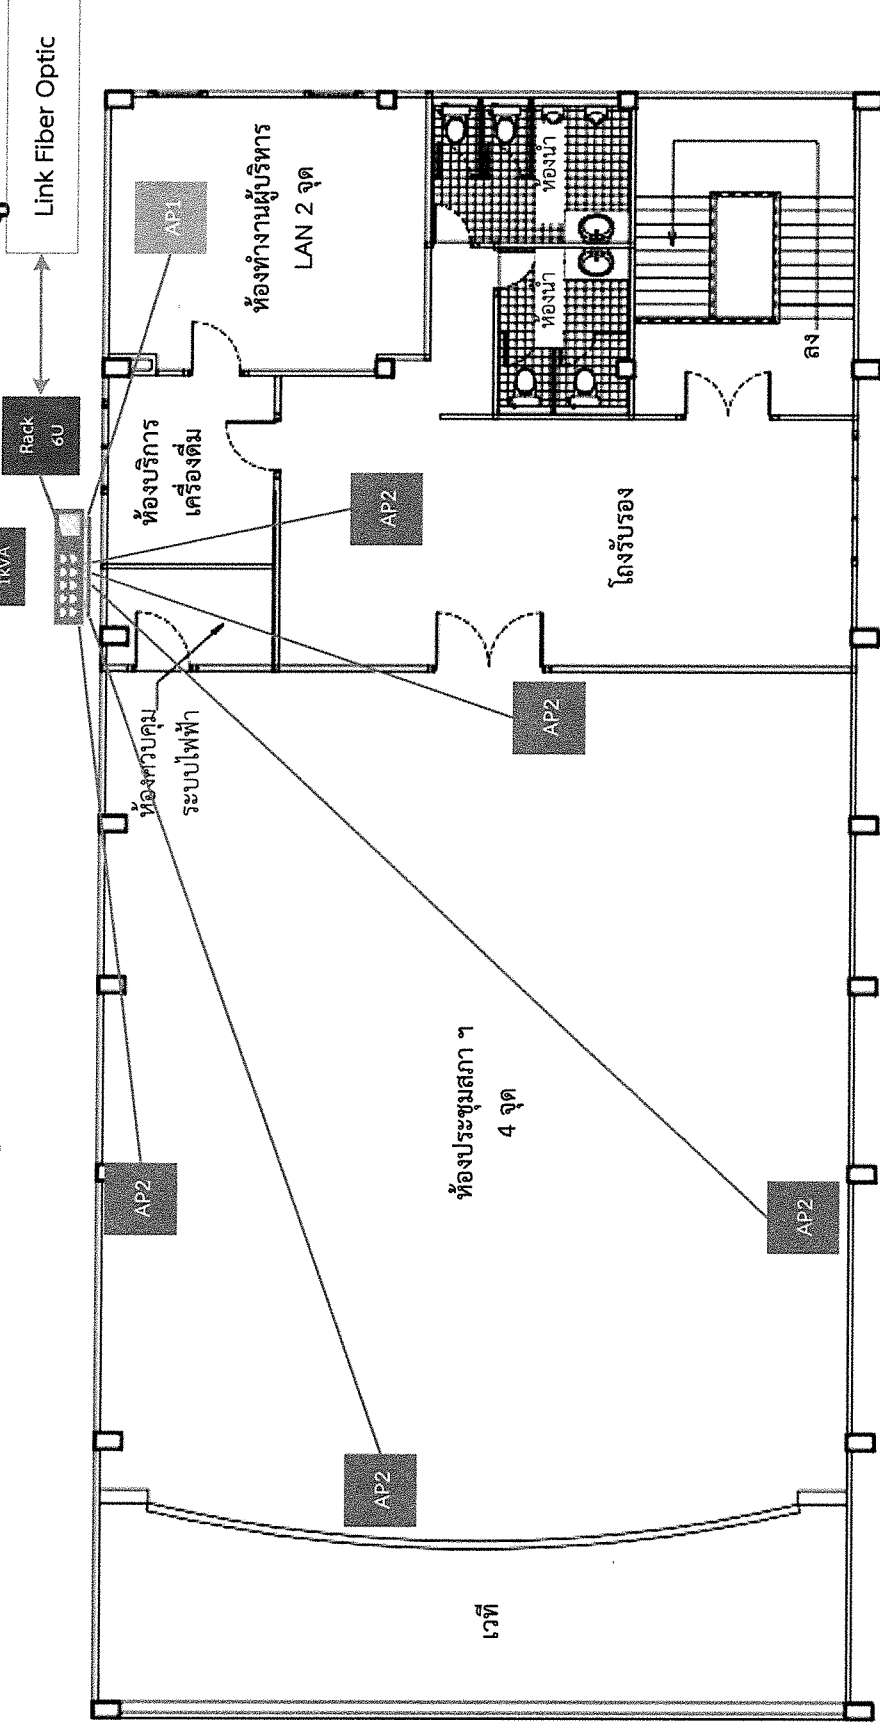 Link Fiber Optic
Rack
6U
1KVA
AP1
ห้องทำงานผู้บริหาร
LAN 2 จุด
ห้องน้ำ
ห้องน้ำ
ลง
ห้องบริการ
เครื่องดื่ม
AP2
โถงรับรอง
ห้องควบคุม
ระบบไฟฟ้า
AP2
ห้องประชุมสภา ฯ
4 จุด
AP2
AP2
AP2
เวที